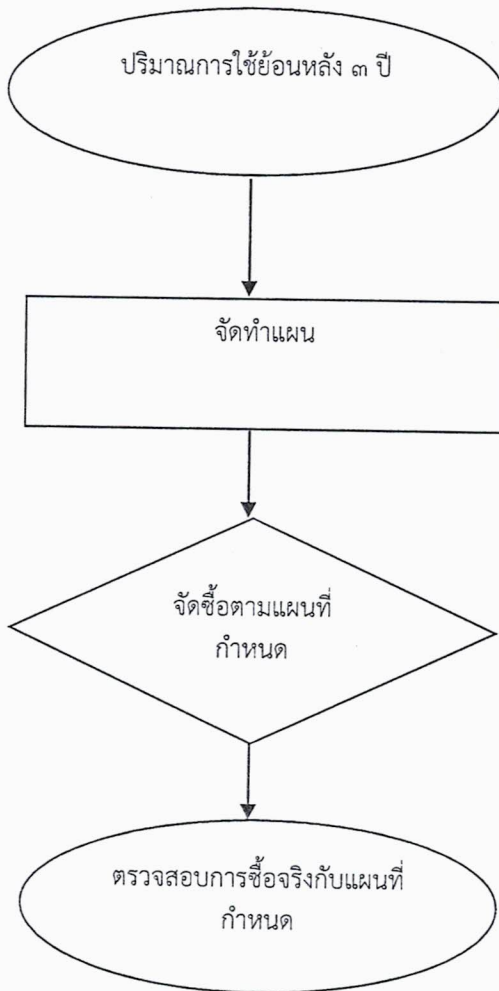 ปริมาณการใช้ย้อนหลัง ๓ ปี
จัดทำแผน
จัดซื้อตามแผนที่
กำหนด
ตรวจสอบการซื้อจริงกับแผนที่
กำหนด